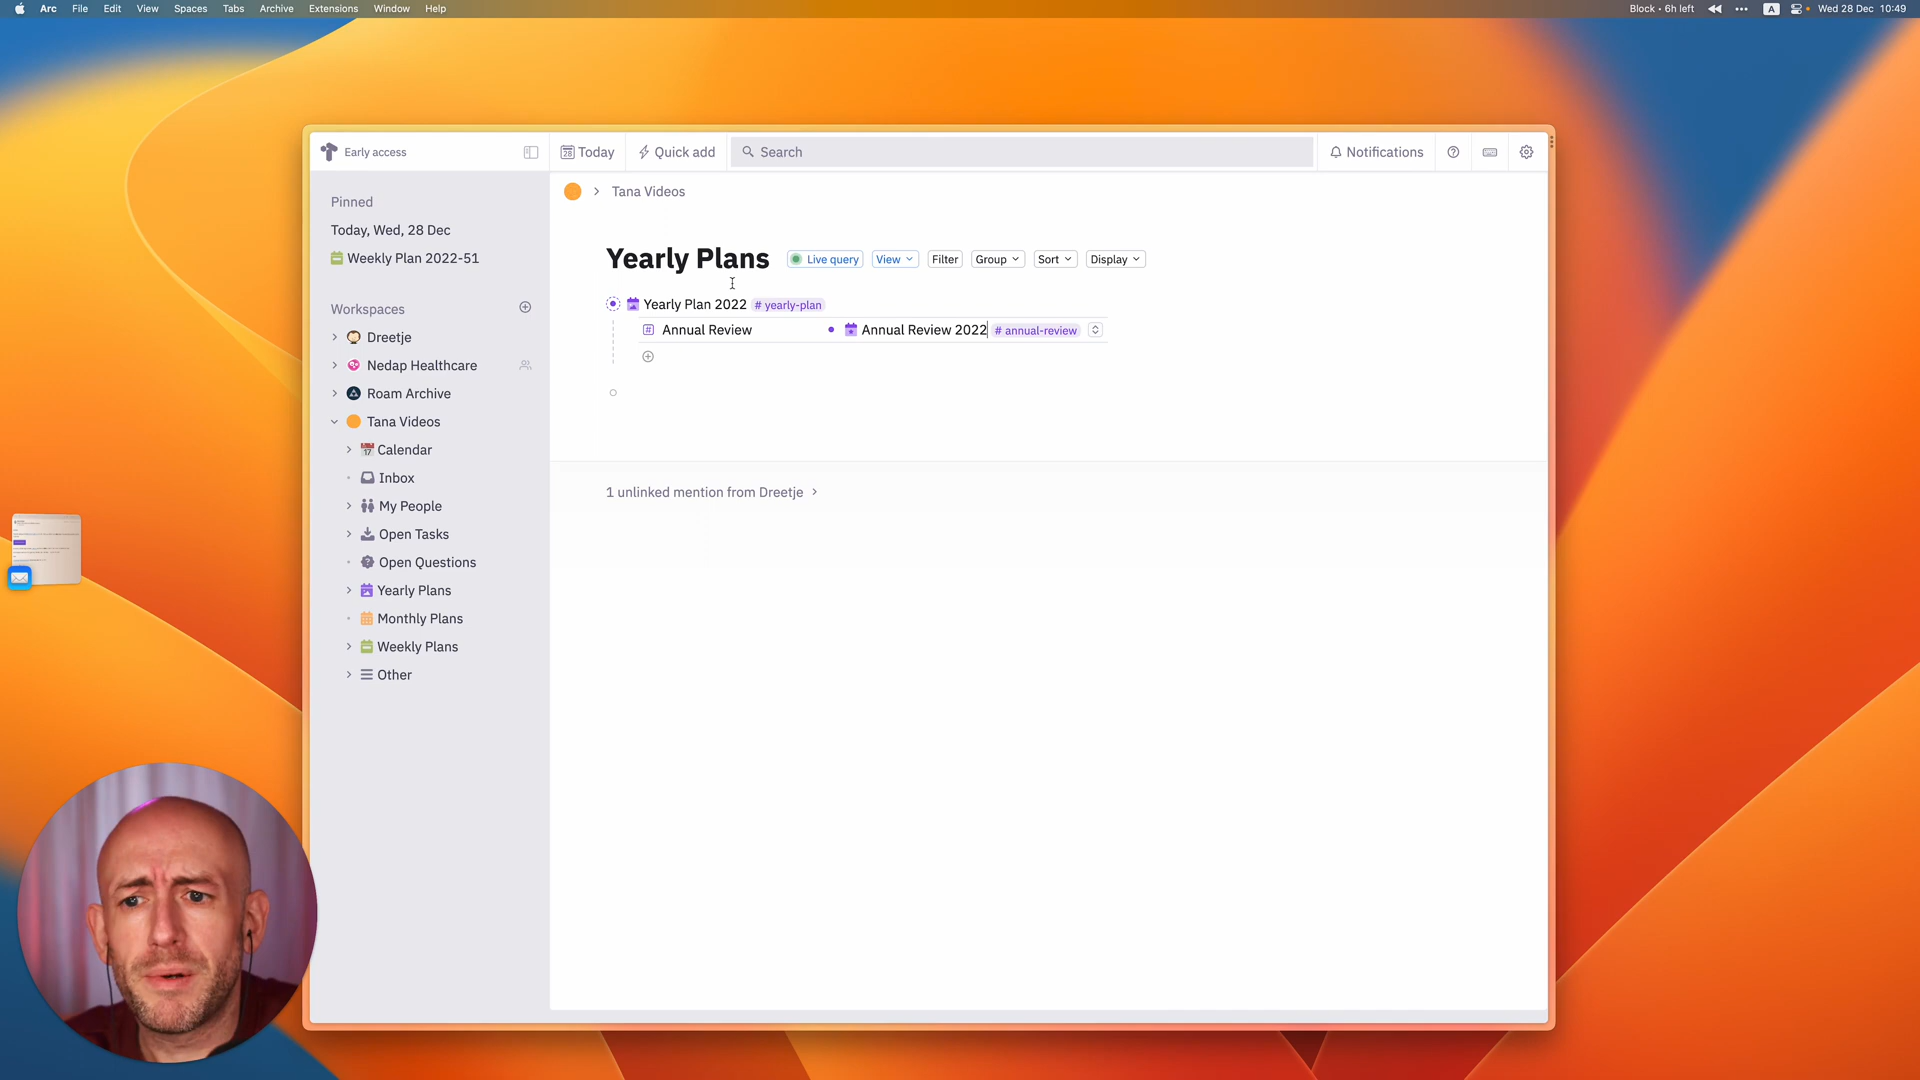 Arc File Edit View Spaces Tabs Archive Extensions Window Help
Block • 6h left A Wed 28 Dec 10:49
Early access
28 Today
Quick add
Search
Notifications
Tana Videos
Pinned
Today, Wed, 28 Dec
Weekly Plan 2022-51
Workspaces
Dreetje
Nedap Healthcare
Roam Archive
Tana Videos
Calendar
Inbox
My People
Open Tasks
Open Questions
Yearly Plans
Monthly Plans
Weekly Plans
Other
Yearly Plans Live query View Filter Group Sort Display
Yearly Plan 2022 # yearly-plan
Annual Review Annual Review 2022 # annual-review
1 unlinked mention from Dreetje